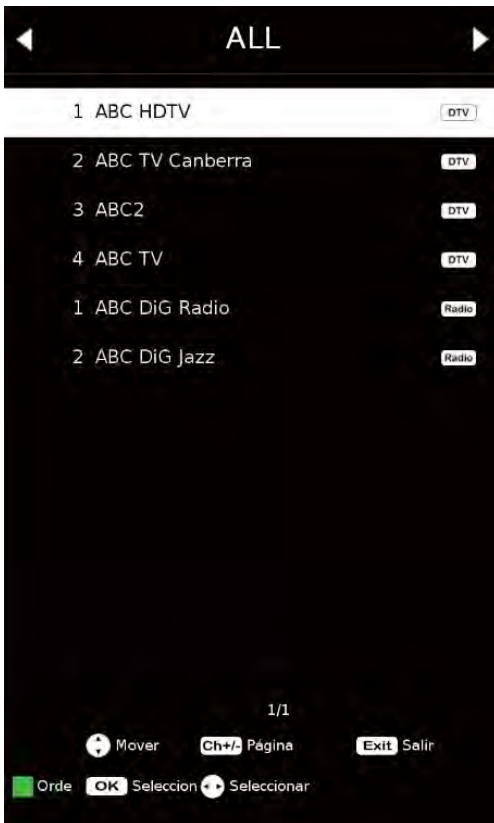 ALL
1 ABC HDTV DTV
2 ABC TV Canberra DTV
3 ABC2 DTV
4 ABC TV DTV
1 ABC DiG Radio Radio
2 ABC DiG Jazz Radio
1/1
Mover Ch+/- Página Exit Salir
Orde OK Seleccion Seleccionar